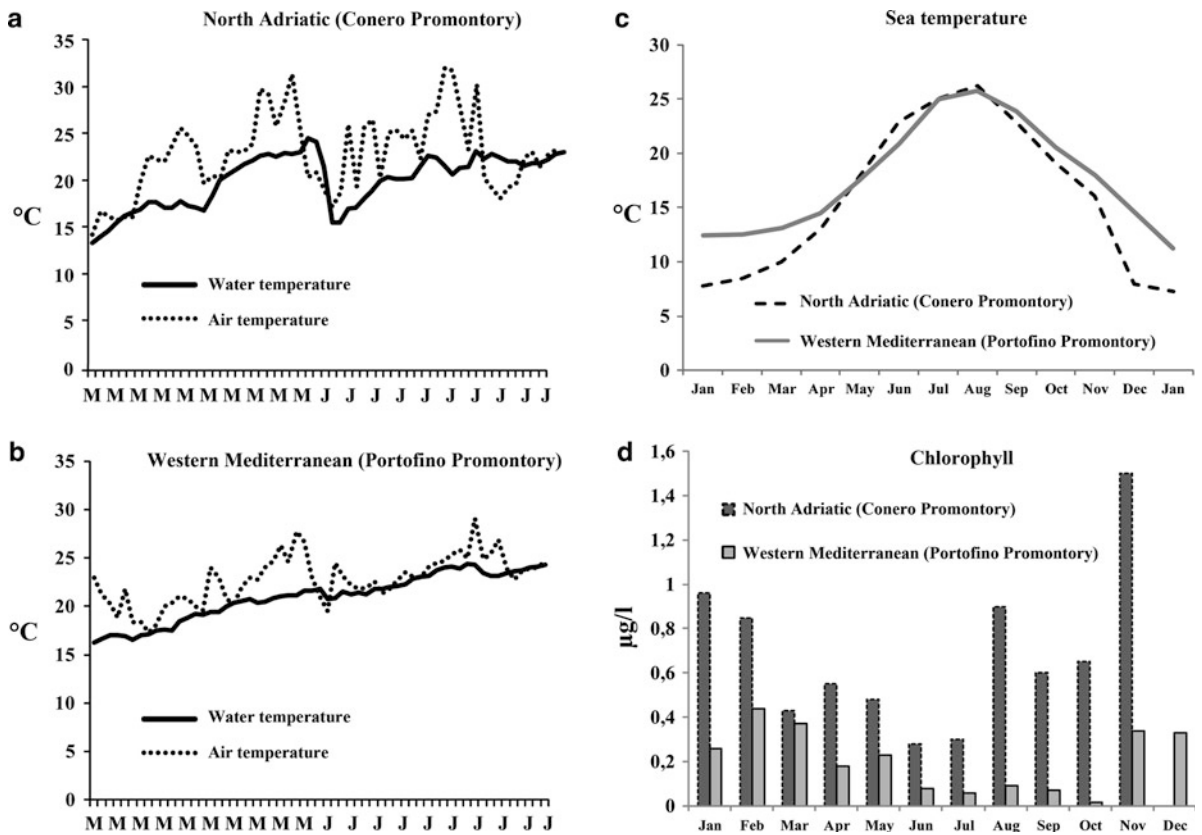 a
North Adriatic (Conero Promontory)
35
30
25
20
°C
15
10
5
0
Water temperature
Air temperature
M M M M M M M M M M J J J J J J J J J J
b
Western Mediterranean (Portofino Promontory)
35
30
25
20
°C
15
10
5
0
Water temperature
Air temperature
M M M M M M M M M M J J J J J J J J J J
c
Sea temperature
30
25
20
°C
15
10
5
0
North Adriatic (Conero Promontory)
Western Mediterranean (Portofino Promontory)
Jan Feb Mar Apr May Jun Jul Aug Sep Oct Nov Dec Jan
d
Chlorophyll
1,6
1,4
1,2
1
0,8
µg/l
0,6
0,4
0,2
0
North Adriatic (Conero Promontory)
Western Mediterranean (Portofino Promontory)
Jan Feb Mar Apr May Jun Jul Aug Sep Oct Nov Dec